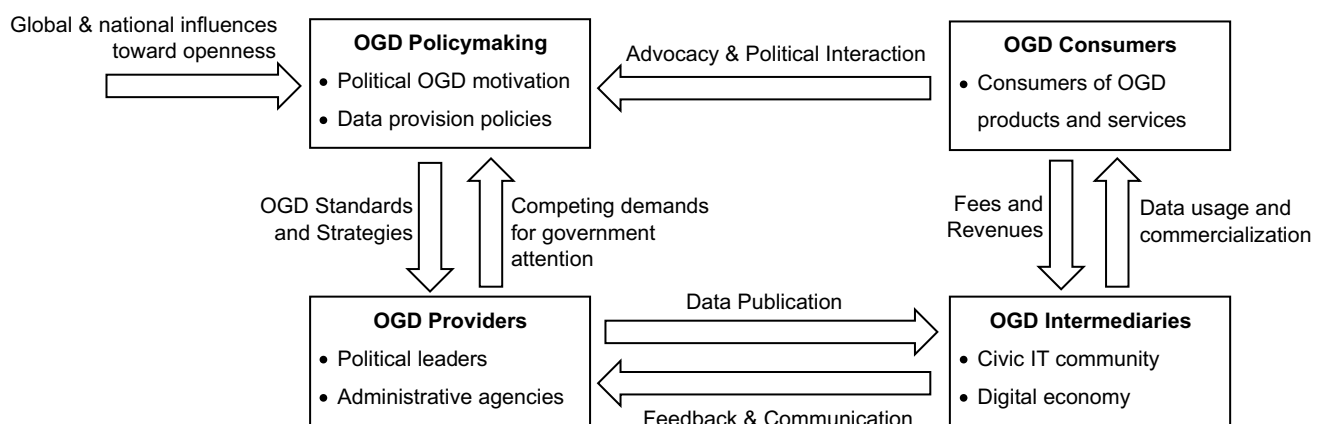 Global & national influences
toward openness
OGD Policymaking
• Political OGD motivation
• Data provision policies
Advocacy & Political Interaction
OGD Consumers
• Consumers of OGD
products and services
OGD Standards
and Strategies
Competing demands
for government
attention
Fees and
Revenues
Data usage and
commercialization
OGD Providers
• Political leaders
• Administrative agencies
Data Publication
Feedback & Communication
OGD Intermediaries
• Civic IT community
• Digital economy